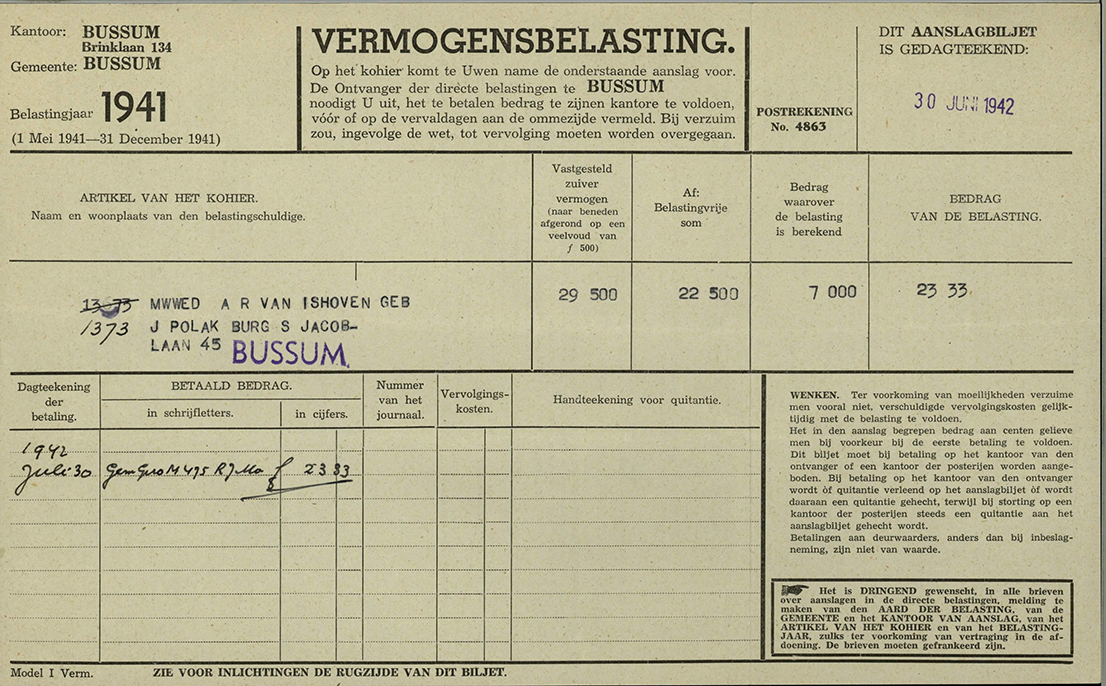 Kantoor: BUSSUM
Brinklaan 134
Gemeente: BUSSUM
Belastingjaar 1941
(1 Mei 1941—31 December 1941)
VERMOGENSBELASTING.
Op het kohier komt te Uwen name de onderstaande aanslag voor.
De Ontvanger der directe belastingen te BUSSUM
noodigt U uit, het te betalen bedrag te zijnen kantore te voldoen,
vóór of op de vervaldagen aan de ommezijde vermeld. Bij verzuim
zou, ingevolge de wet, tot vervolging moeten worden overgegaan.
POSTREKENING
No. 4863
DIT AANSLAGBILJET
IS GEDAGTEEKEND:
30 JUNI 1942
ARTIKEL VAN HET KOHIER.
Naam en woonplaats van den belastingschuldige.
Vastgesteld
zuiver
vermogen
(naar beneden
afgerond op een
veelvoud van
ƒ 500)
Af:
Belastingvrije
som
Bedrag
waarover
de belasting
is berekend
BEDRAG
VAN DE BELASTING.
MWWED A R VAN ISHOVEN GEB
1373 J POLAK BURG S JACOB-
LAAN 45 BUSSUM.
29 500
22 500
7 000
23 33
Dagteekening
der
betaling.
BETAALD BEDRAG.
in schrijfletters.
in cijfers.
Nummer
van het
journaal.
Vervolgings-
kosten.
Handteekening voor quitantie.
1942
Juli 30 ƒ 23 33
WENKEN. Ter voorkoming van moeilijkheden verzuime
men vooral niet, verschuldigde vervolgingskosten gelijk-
tijdig met de belasting te voldoen.
Het in den aanslag begrepen bedrag aan centen gelieve
men bij voorkeur bij de eerste betaling te voldoen.
Dit biljet moet bij betaling op het kantoor van den
ontvanger of een kantoor der posterijen worden aange-
boden. Bij betaling op het kantoor van den ontvanger
wordt òf quitantie verleend op het aanslagbiljet òf wordt
daaraan een quitantie gehecht, terwijl bij storting op een
kantoor der posterijen steeds een quitantie aan het
aanslagbiljet gehecht wordt.
Betalingen aan deurwaarders, anders dan bij inbeslag-
neming, zijn niet van waarde.
Het is DRINGEND gewenscht, in alle brieven
over aanslagen in de directe belastingen, melding te
maken van den AARD DER BELASTING, van de
GEMEENTE en het KANTOOR VAN AANSLAG, van het
ARTIKEL VAN HET KOHIER en van het BELASTING-
JAAR, zulks ter voorkoming van vertraging in de af-
doening. De brieven moeten gefrankeerd zijn.
Model I Verm.
ZIE VOOR INLICHTINGEN DE RUGZIJDE VAN DIT BILJET.